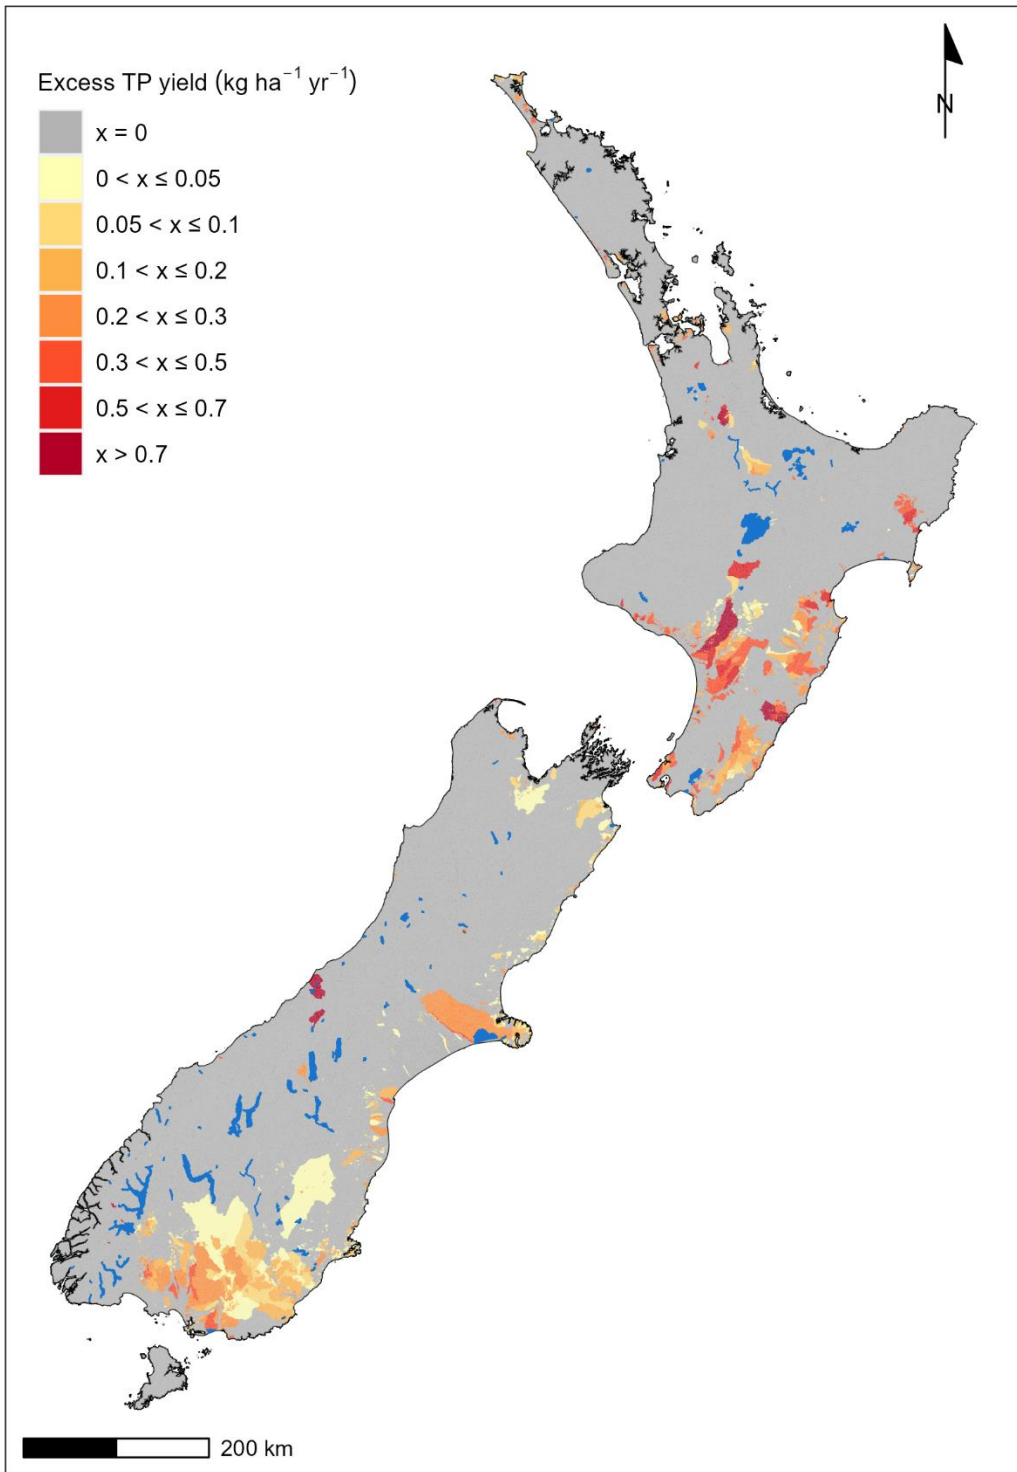 Excess TP yield (kg ha⁻¹ yr⁻¹)
x = 0
0 < x ≤ 0.05
0.05 < x ≤ 0.1
0.1 < x ≤ 0.2
0.2 < x ≤ 0.3
0.3 < x ≤ 0.5
0.5 < x ≤ 0.7
x > 0.7
N
200 km